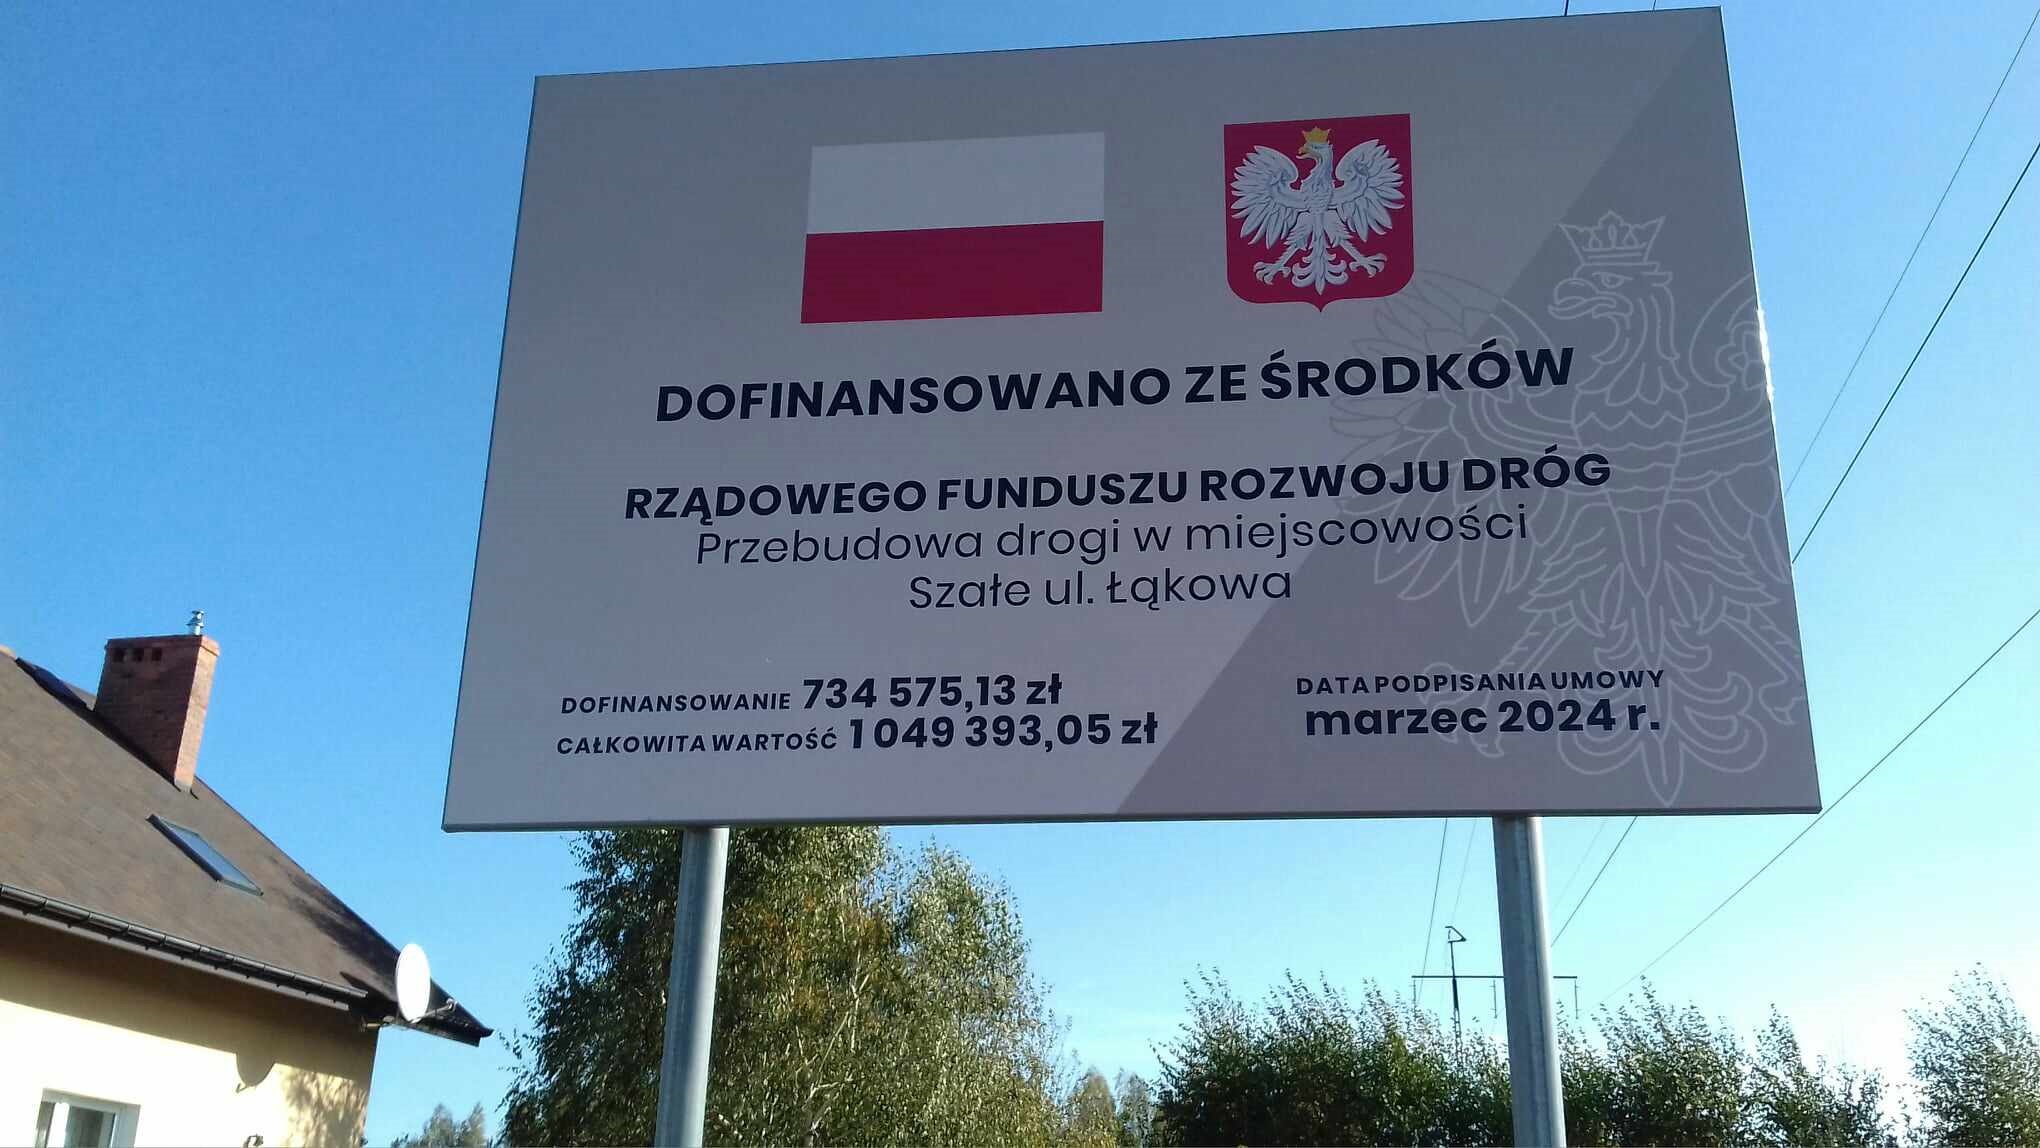 DOFINANSOWANO ZE ŚRODKÓW
RZĄDOWEGO FUNDUSZU ROZWOJU DRÓG
Przebudowa drogi w miejscowości
Szałe ul. Łąkowa
DOFINANSOWANIE 734 575,13 zł
CAŁKOWITA WARTOŚĆ 1 049 393,05 zł
DATA PODPISANIA UMOWY
marzec 2024 r.